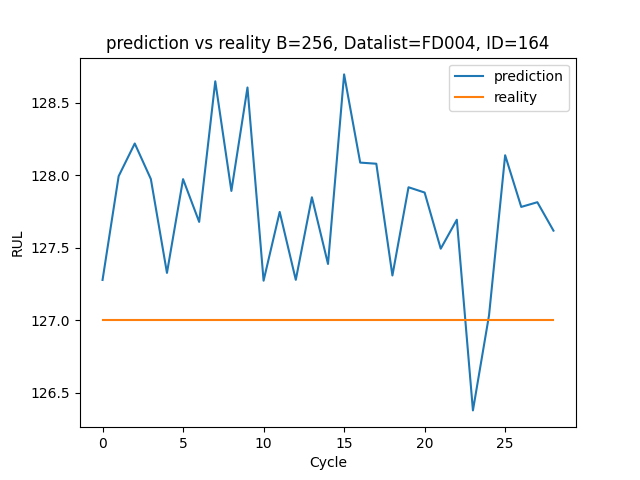 prediction vs reality B=256, Datalist=FD004, ID=164
prediction
reality
128.5
128.0
127.5
127.0
126.5
RUL
0 5 10 15 20 25
Cycle